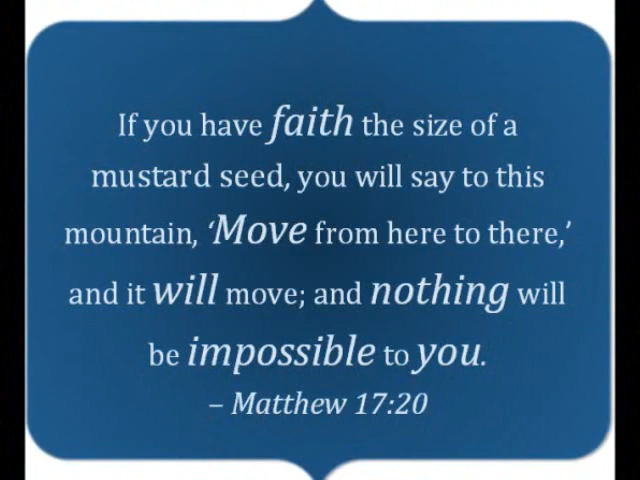 If you have faith the size of a
mustard seed, you will say to this
mountain, ‘Move from here to there,’
and it will move; and nothing will
be impossible to you.
– Matthew 17:20